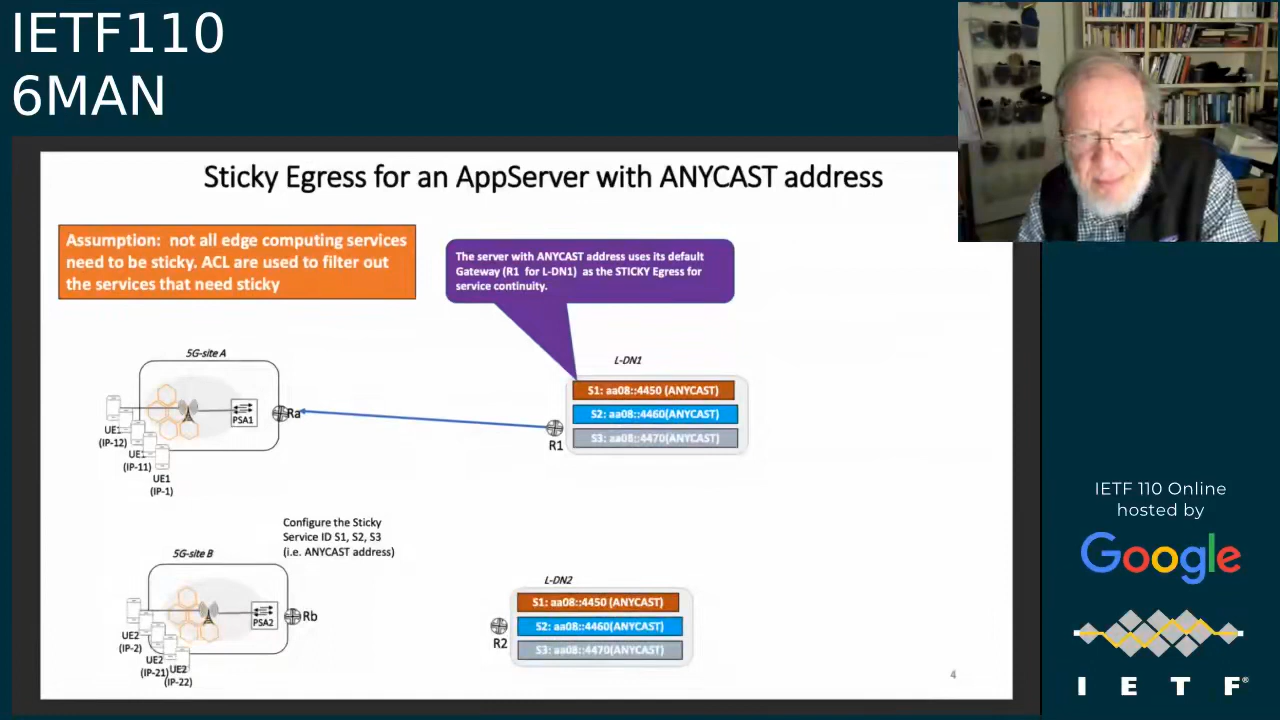 IETF110
6MAN
Sticky Egress for an AppServer with ANYCAST address
Assumption:  not all edge computing services
need to be sticky. ACL are used to filter out
the services that need sticky
The server with ANYCAST address uses its default
Gateway (R1  for L-DN1)  as the STICKY Egress for
service continuity.
5G-site A
L-DN1
S1: aa08::4450 (ANYCAST)
S2: aa08::4460(ANYCAST)
S3: aa08::4470(ANYCAST)
PSA1
Ra
R1
UE1
(IP-12)
UE1
(IP-11)
UE1
(IP-1)
Configure the Sticky
Service ID S1, S2, S3
(i.e. ANYCAST address)
5G-site B
L-DN2
S1: aa08::4450 (ANYCAST)
S2: aa08::4460(ANYCAST)
S3: aa08::4470(ANYCAST)
PSA2
Rb
R2
UE2
(IP-2)
UE2
(IP-21)
UE2
(IP-22)
4
IETF 110 Online
hosted by
Google
I E T F®